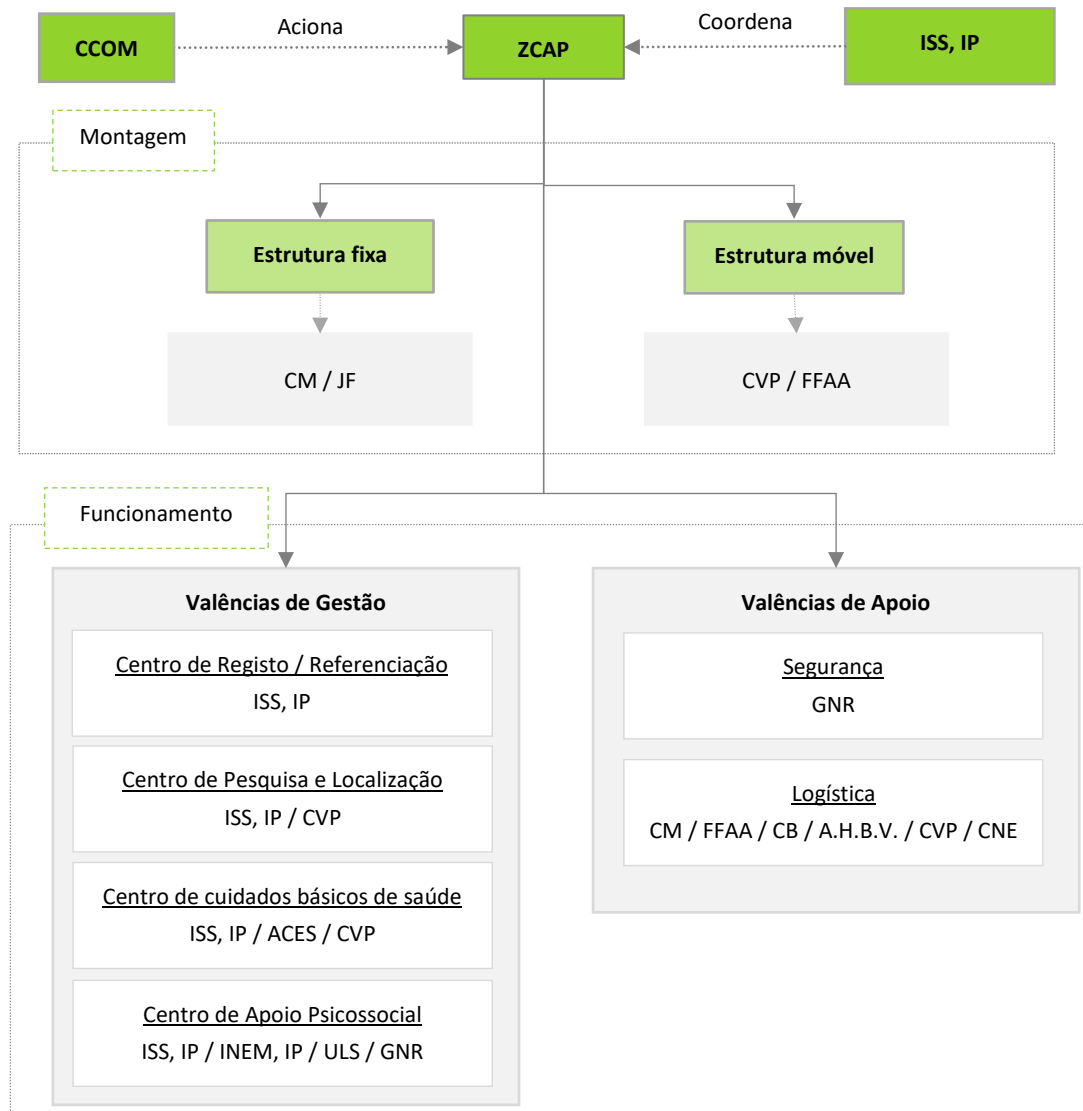 CCOM
Aciona
ZCAP
Coordena
ISS, IP
Montagem
Estrutura fixa
Estrutura móvel
CM / JF
CVP / FFAA
Funcionamento
Valências de Gestão
Centro de Registo / Referenciação
ISS, IP
Centro de Pesquisa e Localização
ISS, IP / CVP
Centro de cuidados básicos de saúde
ISS, IP / ACES / CVP
Centro de Apoio Psicossocial
ISS, IP / INEM, IP / ULS / GNR
Valências de Apoio
Segurança
GNR
Logística
CM / FFAA / CB / A.H.B.V. / CVP / CNE